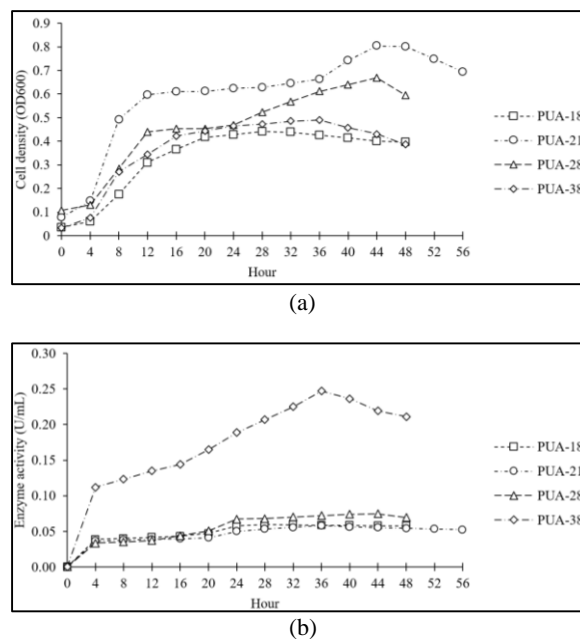 0.9
0.8
0.7
0.6
0.5
0.4
0.3
0.2
0.1
0
Cell density (OD600)
0 4 8 12 16 20 24 28 32 36 40 44 48 52 56
Hour
PUA-18
PUA-21
PUA-28
PUA-38
(a)
0.30
0.25
0.20
0.15
0.10
0.05
0.00
Enzyme activity (U/mL)
0 4 8 12 16 20 24 28 32 36 40 44 48 52 56
Hour
PUA-18
PUA-21
PUA-28
PUA-38
(b)